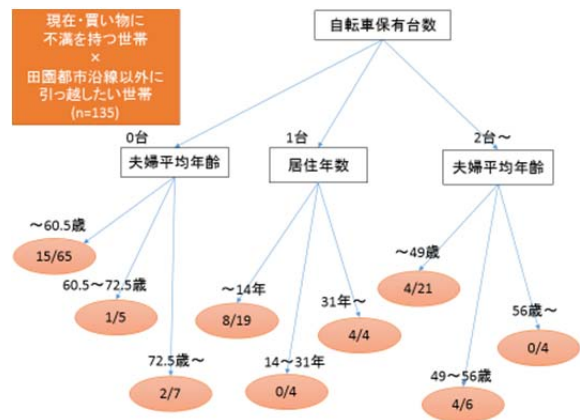 現在・買い物に
不満を持つ世帯
×
田園都市沿線以外に
引っ越したい世帯
(n=135)
自転車保有台数
0台
1台
2台～
夫婦平均年齢
居住年数
夫婦平均年齢
～60.5歳
15/65
60.5～72.5歳
1/5
72.5歳～
2/7
～14年
8/19
14～31年
0/4
31年～
4/4
～49歳
4/21
49～56歳
4/6
56歳～
0/4